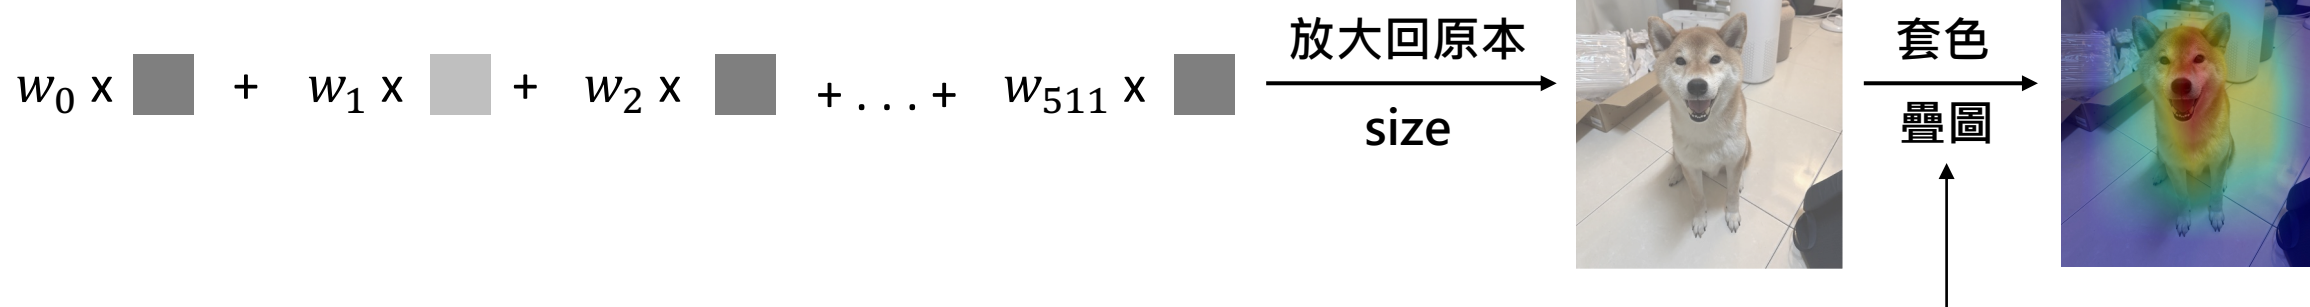 w₀ x + w₁ x + w₂ x + . . . + w₅₁₁ x
放大回原本
size
套色
疊圖